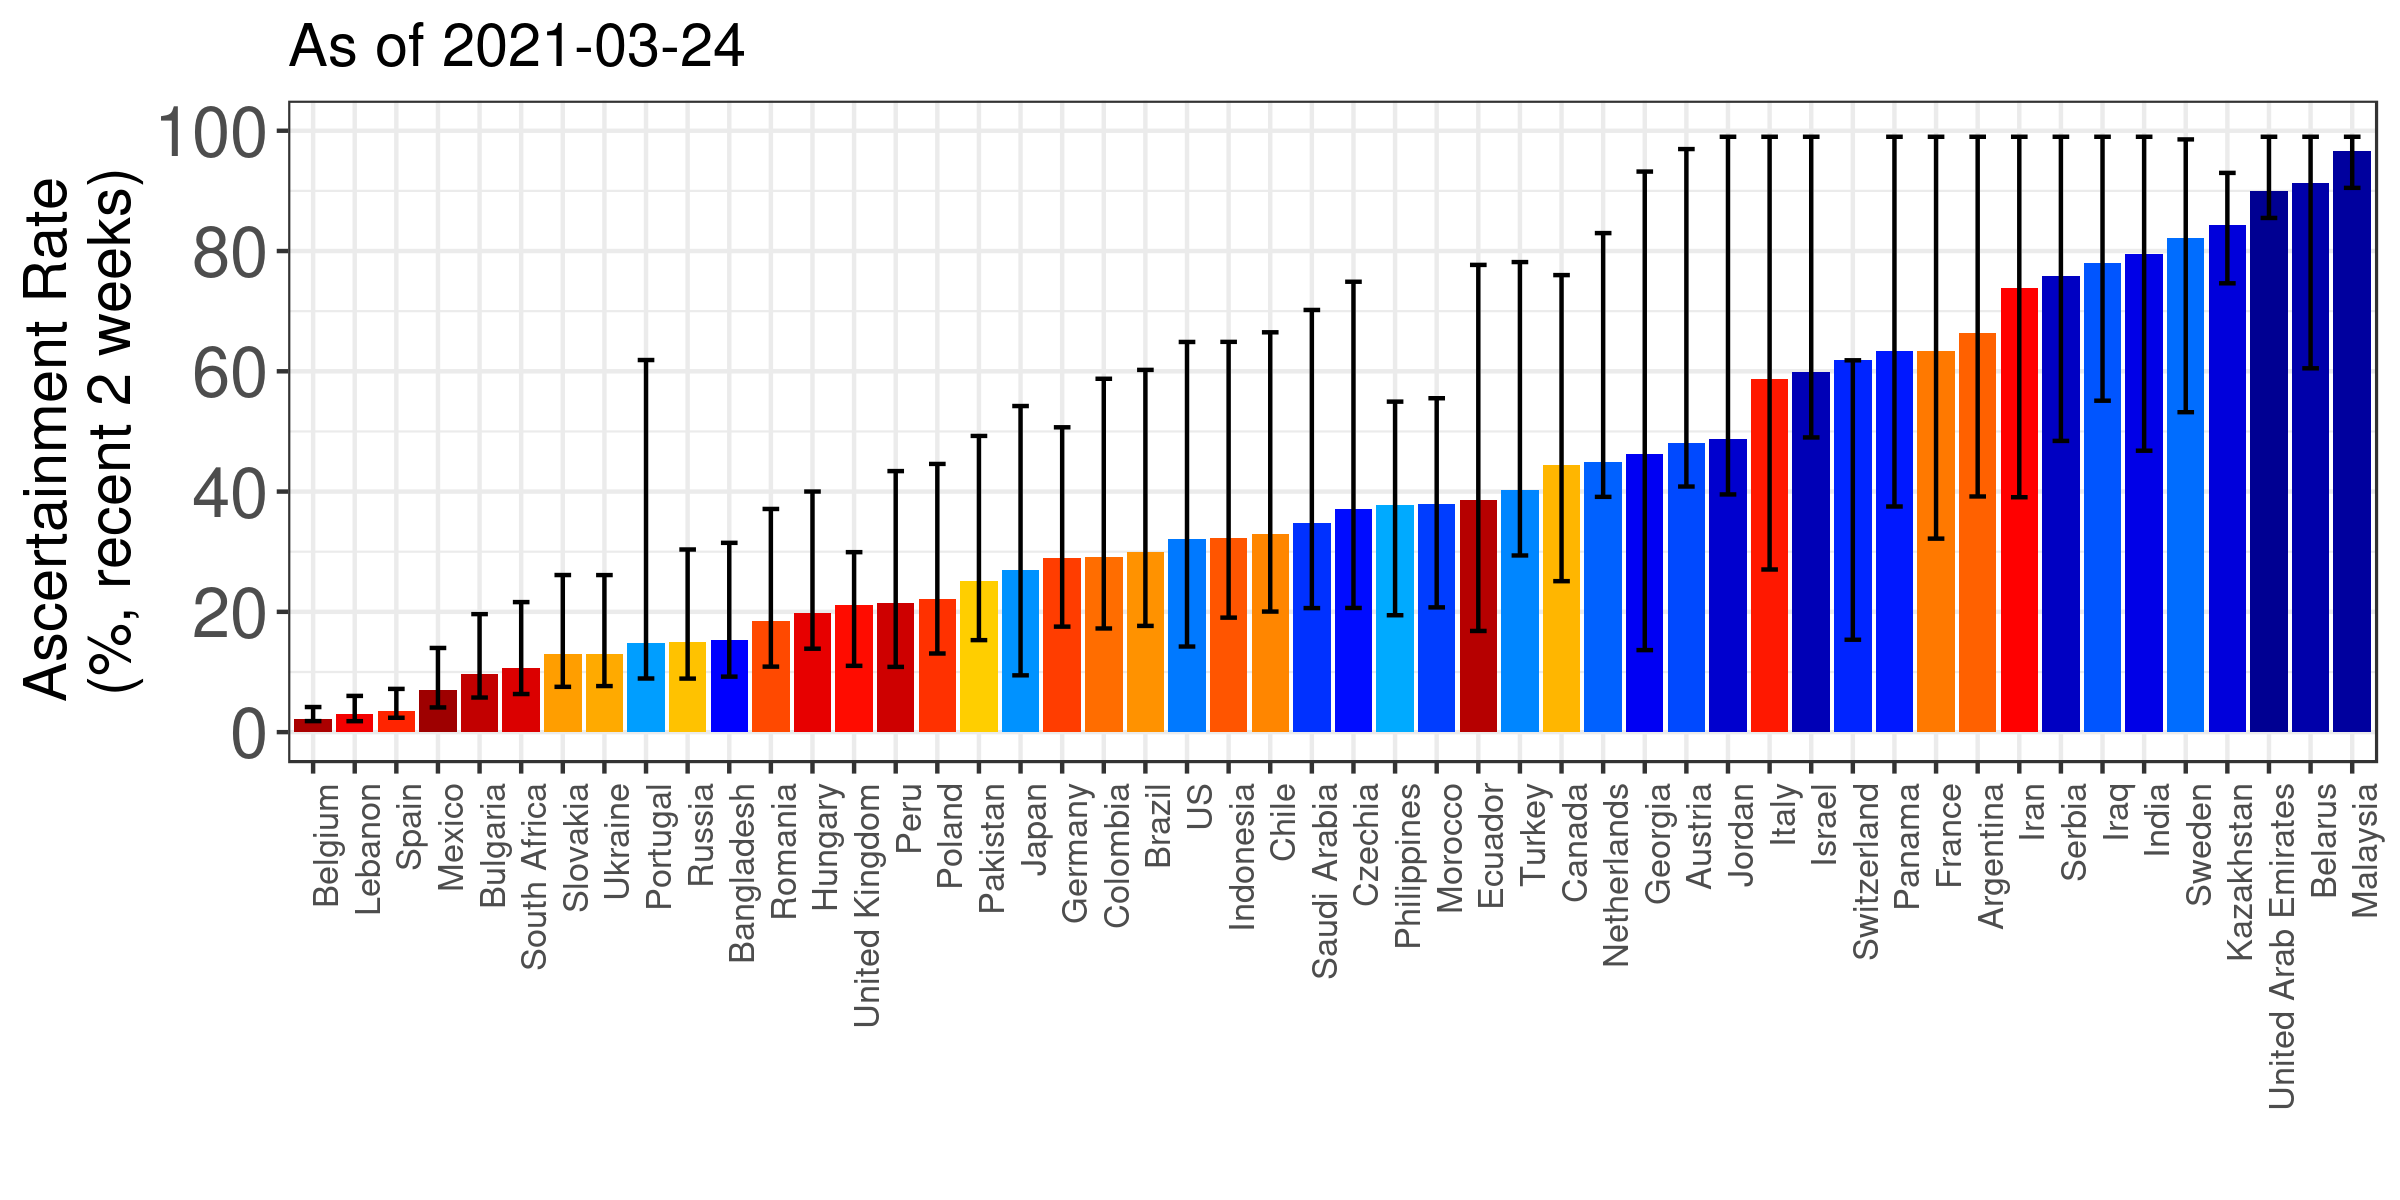 As of 2021-03-24
Ascertainment Rate
(%, recent 2 weeks)
100
80
60
40
20
0
Belgium
Lebanon
Spain
Mexico
Bulgaria
South Africa
Slovakia
Ukraine
Portugal
Russia
Bangladesh
Romania
Hungary
United Kingdom
Peru
Poland
Pakistan
Japan
Germany
Colombia
Brazil
US
Indonesia
Chile
Saudi Arabia
Czechia
Philippines
Morocco
Ecuador
Turkey
Canada
Netherlands
Georgia
Austria
Jordan
Italy
Israel
Switzerland
Panama
France
Argentina
Iran
Serbia
Iraq
India
Sweden
Kazakhstan
United Arab Emirates
Belarus
Malaysia